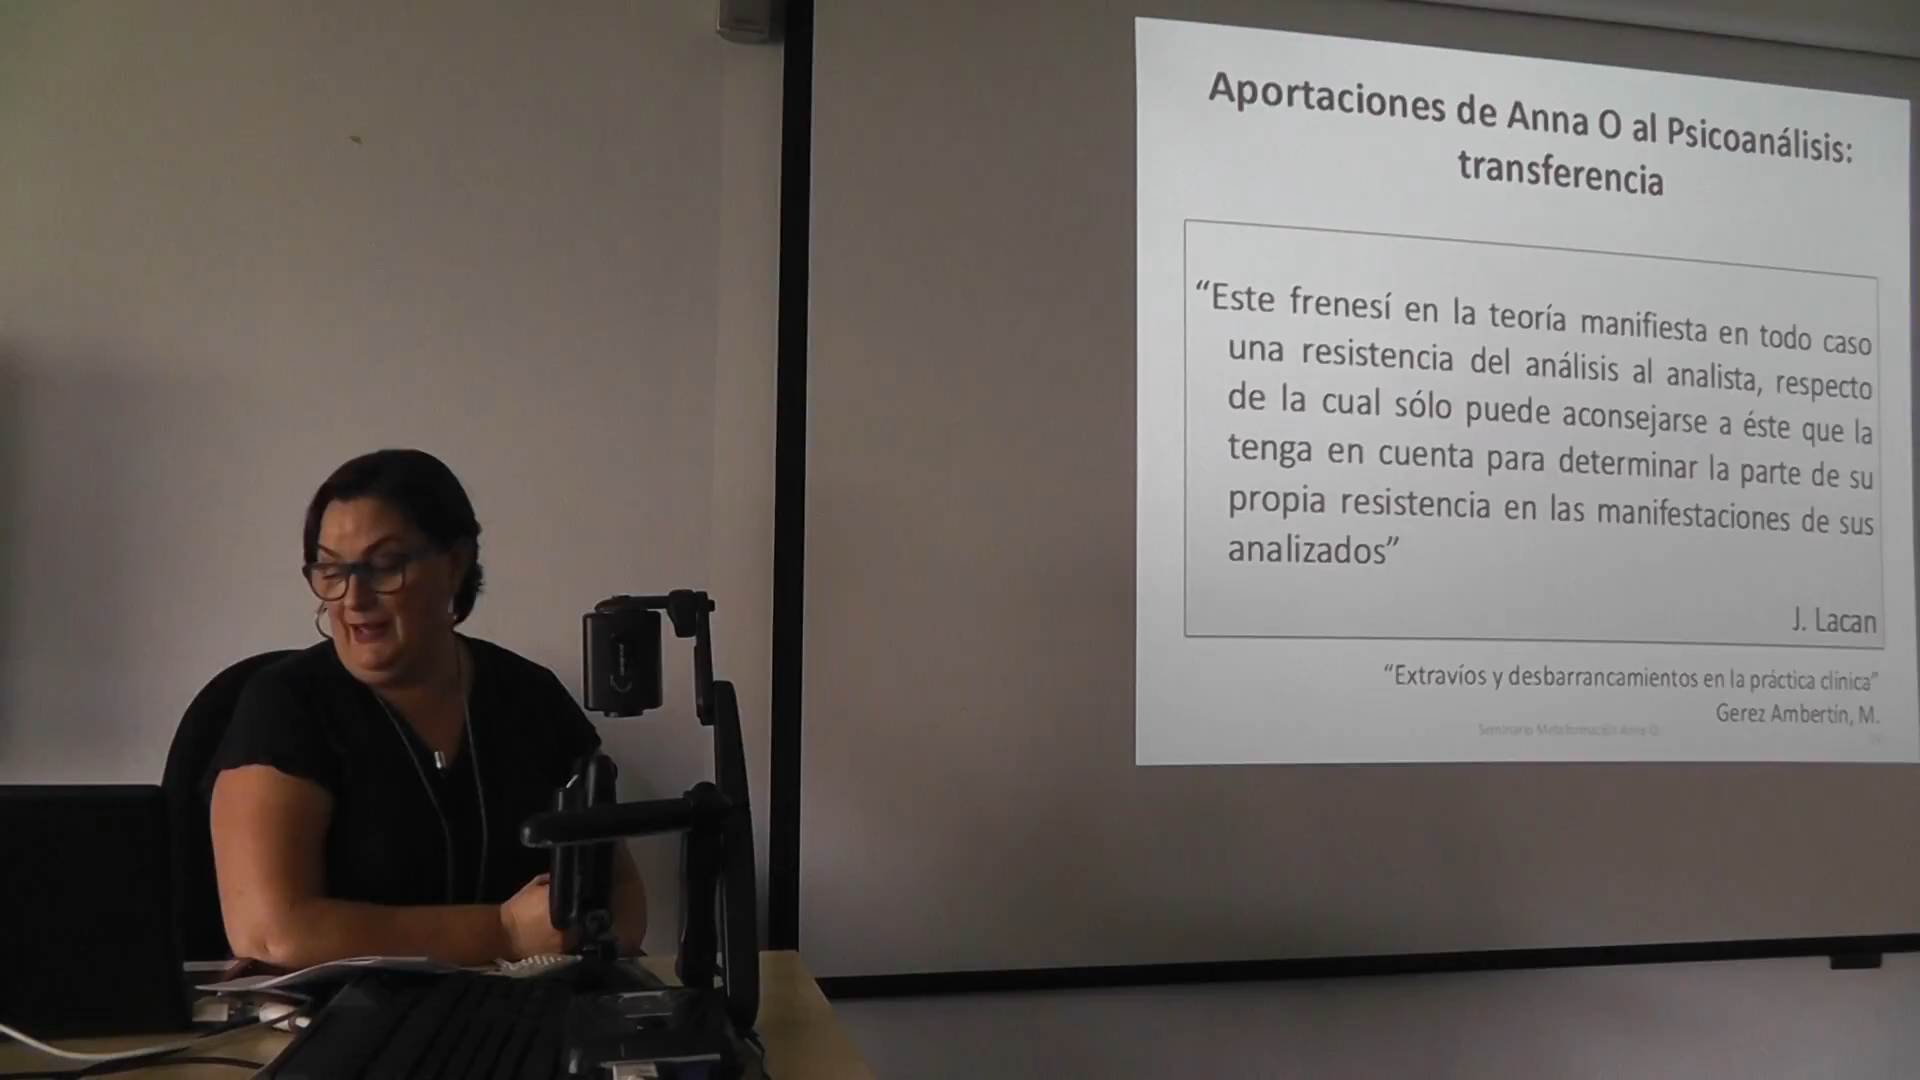 Aportaciones de Anna O al Psicoanálisis:
transferencia
“Este frenesí en la teoría manifiesta en todo caso
una resistencia del análisis al analista, respecto
de la cual sólo puede aconsejarse a éste que la
tenga en cuenta para determinar la parte de su
propia resistencia en las manifestaciones de sus
analizados”
J. Lacan
“Extravíos y desbarrancamientos en la práctica clínica”
Gerez Ambertín, M.
Seminario Metaformación Anna O.